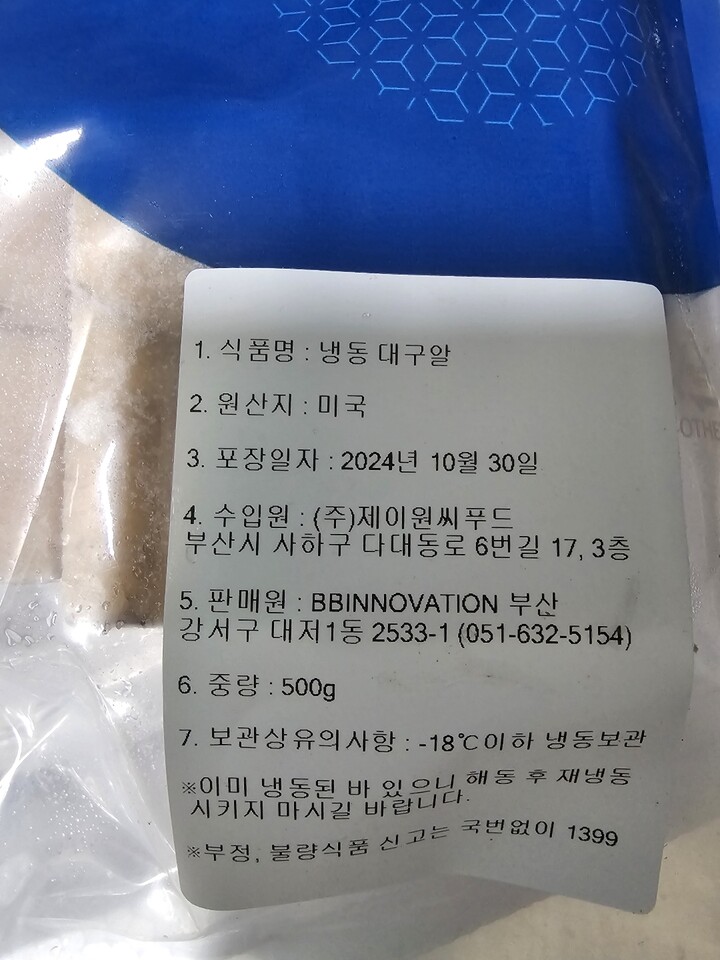 1. 식품명 : 냉동 대구알
2. 원산지 : 미국
3. 포장일자 : 2024년 10월 30일
4. 수입원 : (주)제이원씨푸드
부산시 사하구 다대동로 6번길 17, 3층
5. 판매원 : BBINNOVATION 부산
강서구 대저1동 2533-1 (051-632-5154)
6. 중량 : 500g
7. 보관상유의사항 : -18℃이하 냉동보관
※이미 냉동된 바 있으니 해동 후 재냉동
시키지 마시길 바랍니다.
※부정, 불량식품 신고는 국번없이 1399